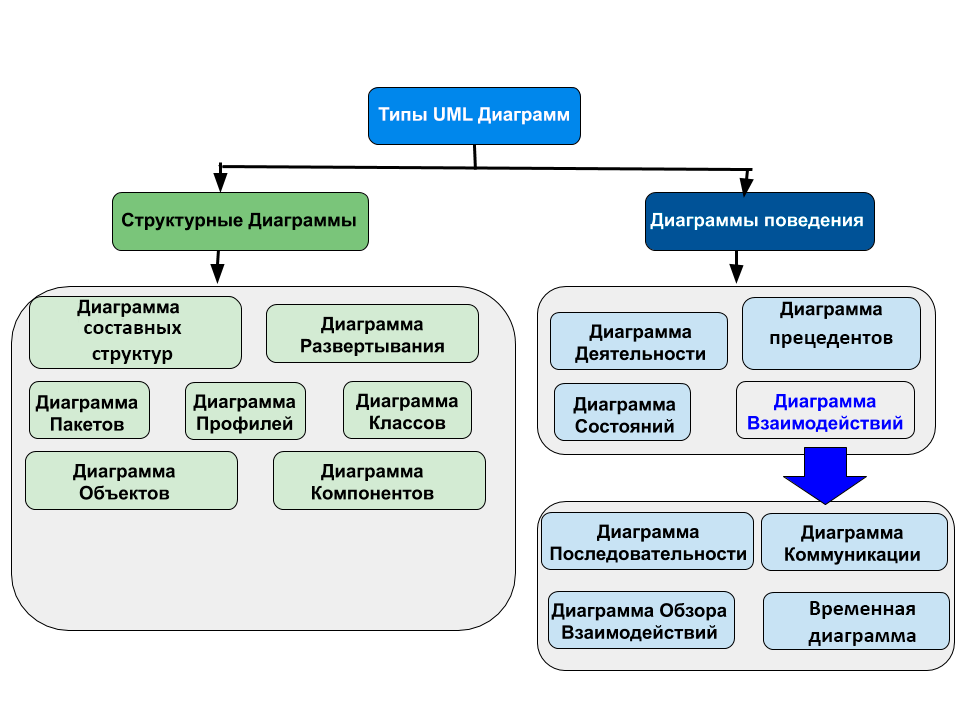 Типы UML Диаграмм
Структурные Диаграммы
Диаграммы поведения
Диаграмма
составных
структур
Диаграмма
Развертывания
Диаграмма
Пакетов
Диаграмма
Профилей
Диаграмма
Классов
Диаграмма
Объектов
Диаграмма
Компонентов
Диаграмма
Деятельности
Диаграмма
прецедентов
Диаграмма
Состояний
Диаграмма
Взаимодействий
Диаграмма
Последовательности
Диаграмма
Коммуникации
Диаграмма Обзора
Взаимодействий
Временная
диаграмма